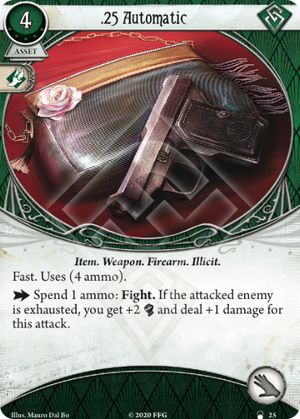 4
.25 Automatic
ASSET
Item. Weapon. Firearm. Illicit.
Fast. Uses (4 ammo).
Spend 1 ammo: Fight. If the attacked enemy
is exhausted, you get +2 and deal +1 damage for
this attack.
Illus. Mauro Dal Bo
© 2020 FFG
25